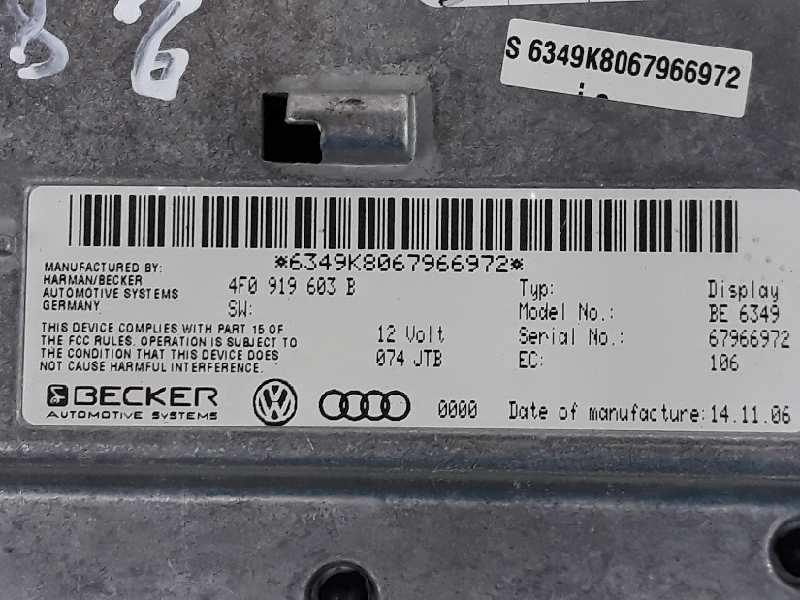 S 6349K8067966972
*6349K8067966972*
MANUFACTURED BY:
HARMAN/BECKER
AUTOMOTIVE SYSTEMS
GERMANY
4F0 919 603 B
SW:
THIS DEVICE COMPLIES WITH PART 15 OF
THE FCC RULES. OPERATION IS SUBJECT TO
THE CONDITION THAT THIS DEVICE DOES
NOT CAUSE HARMFUL INTERFERENCE.
12 Volt
074 JTB
Typ: Display
Model No.: BE 6349
Serial No.: 67966972
EC: 106
BECKER
AUTOMOTIVE SYSTEMS
0000 Date of manufacture: 14.11.06